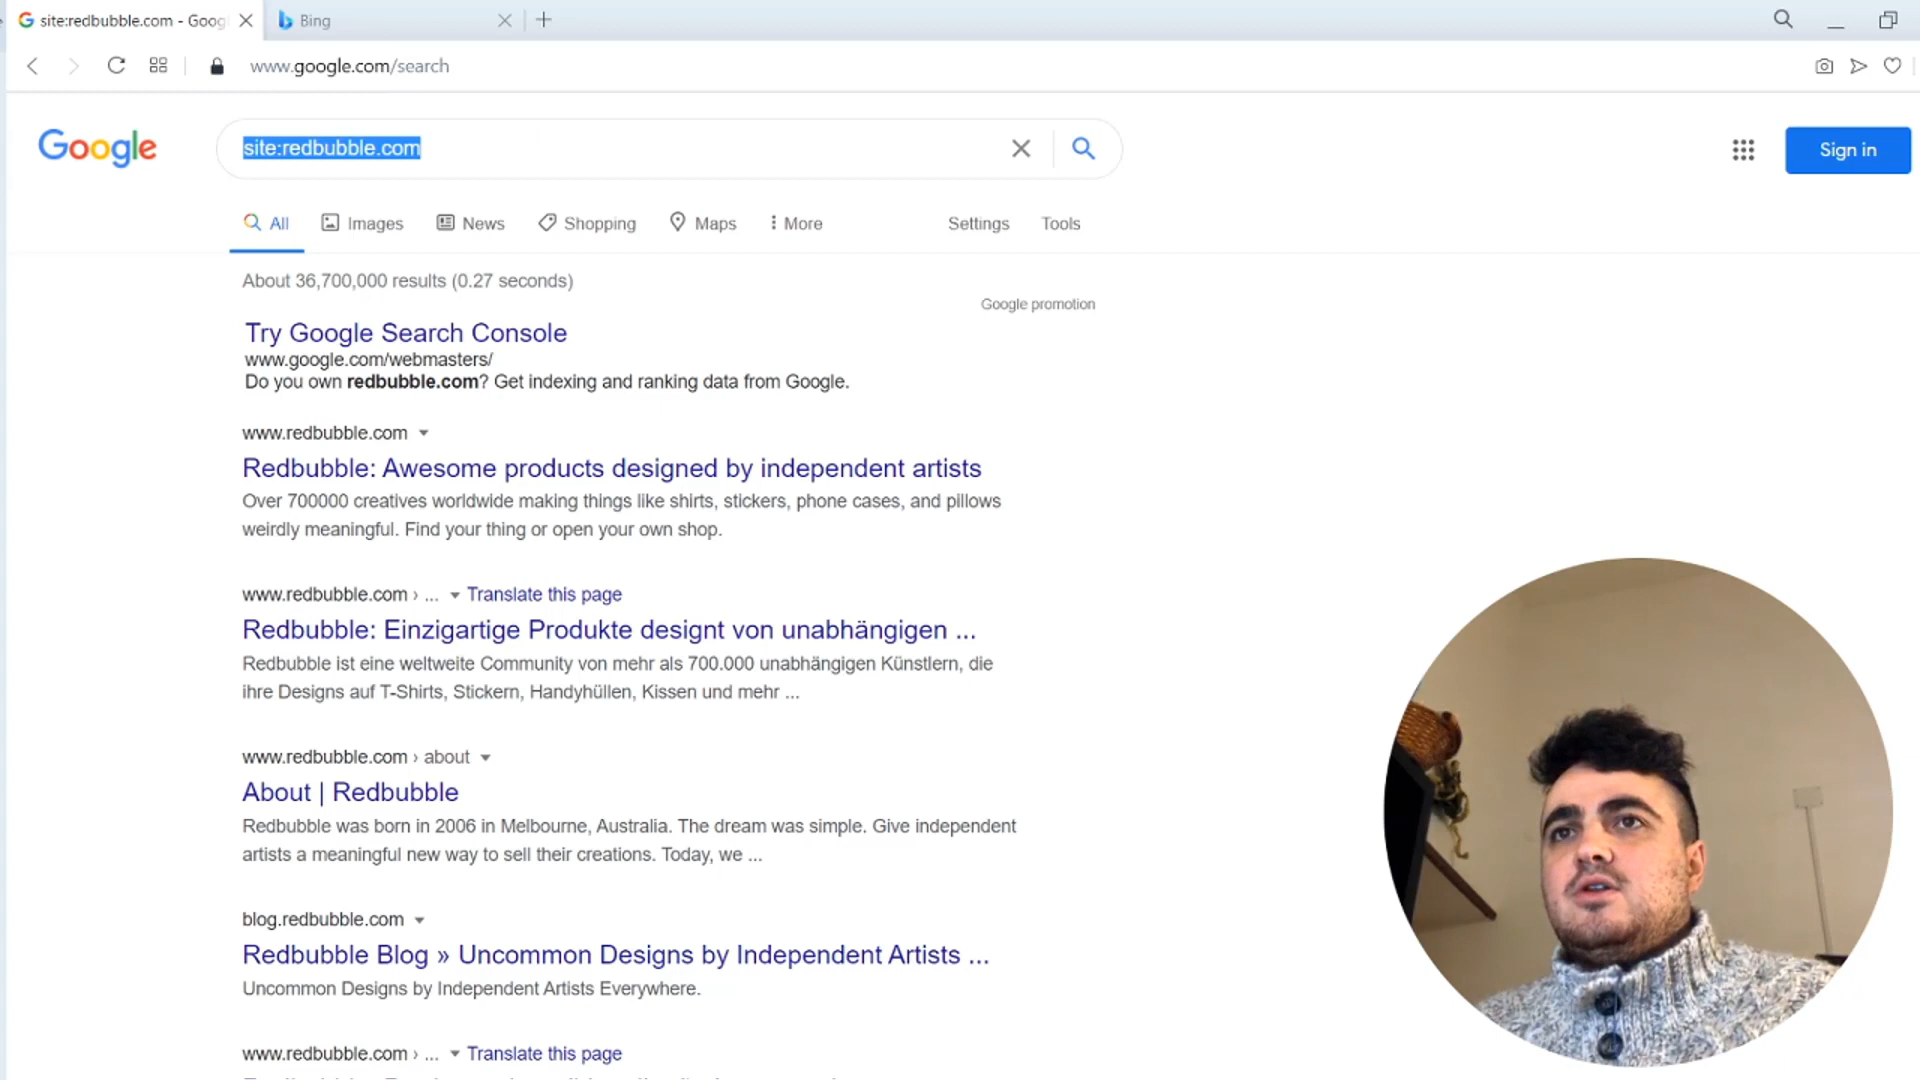 site:redbubble.com - Goog
Bing
www.google.com/search
Google
site:redbubble.com
Sign in
All
Images
News
Shopping
Maps
More
Settings
Tools
About 36,700,000 results (0.27 seconds)
Google promotion
Try Google Search Console
www.google.com/webmasters/
Do you own redbubble.com? Get indexing and ranking data from Google.
www.redbubble.com
Redbubble: Awesome products designed by independent artists
Over 700000 creatives worldwide making things like shirts, stickers, phone cases, and pillows
weirdly meaningful. Find your thing or open your own shop.
www.redbubble.com › ... Translate this page
Redbubble: Einzigartige Produkte designt von unabhängigen ...
Redbubble ist eine weltweite Community von mehr als 700.000 unabhängigen Künstlern, die
ihre Designs auf T-Shirts, Stickern, Handyhüllen, Kissen und mehr ...
www.redbubble.com › about
About | Redbubble
Redbubble was born in 2006 in Melbourne, Australia. The dream was simple. Give independent
artists a meaningful new way to sell their creations. Today, we ...
blog.redbubble.com
Redbubble Blog » Uncommon Designs by Independent Artists ...
Uncommon Designs by Independent Artists Everywhere.
www.redbubble.com › ... Translate this page